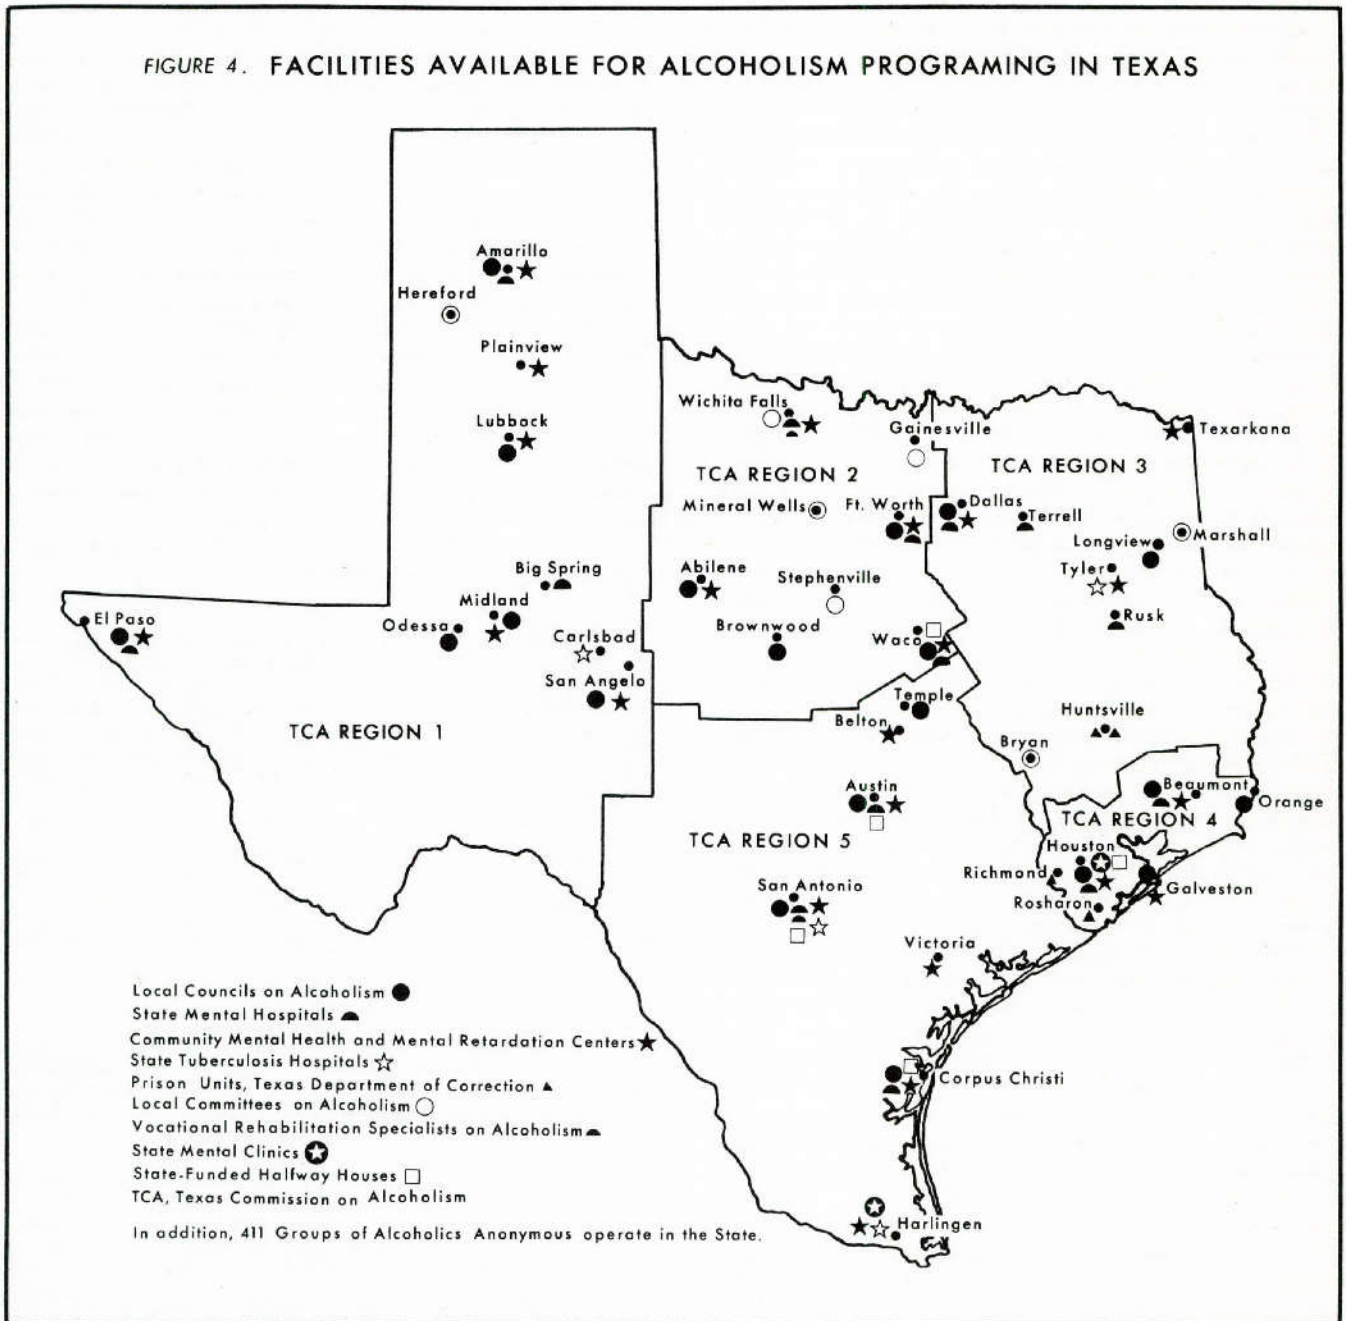 FIGURE 4. FACILITIES AVAILABLE FOR ALCOHOLISM PROGRAMING IN TEXAS
Amarillo
Hereford
Plainview
Lubbock
Wichita Falls
Gainesville
Texarkana
TCA REGION 2
TCA REGION 3
Mineral Wells
Ft. Worth
Dallas
Terrell
Longview
Marshall
Big Spring
Abilene
Stephenville
Tyler
El Paso
Odessa
Midland
Carlsbad
Brownwood
Waco
Rusk
San Angelo
Temple
TCA REGION 1
Belton
Huntsville
Bryan
Austin
Beaumont
Orange
TCA REGION 5
TCA REGION 4
Houston
Richmond
San Antonio
Galveston
Rosharon
Victoria
Local Councils on Alcoholism
State Mental Hospitals
Community Mental Health and Mental Retardation Centers
State Tuberculosis Hospitals
Prison Units, Texas Department of Correction
Corpus Christi
Local Committees on Alcoholism
Vocational Rehabilitation Specialists on Alcoholism
State Mental Clinics
State-Funded Halfway Houses
TCA, Texas Commission on Alcoholism
Harlingen
In addition, 411 Groups of Alcoholics Anonymous operate in the State.